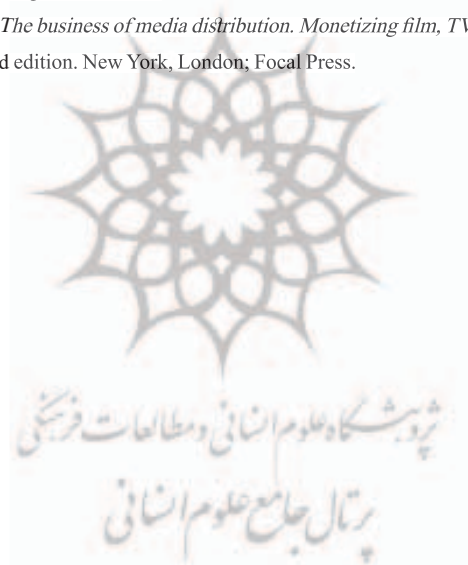 The business of media distribution. Monetizing film, TV
d edition. New York, London; Focal Press.
پژوهشگاه علوم انسانی و مطالعات فرهنگی
پرتال جامع علوم انسانی